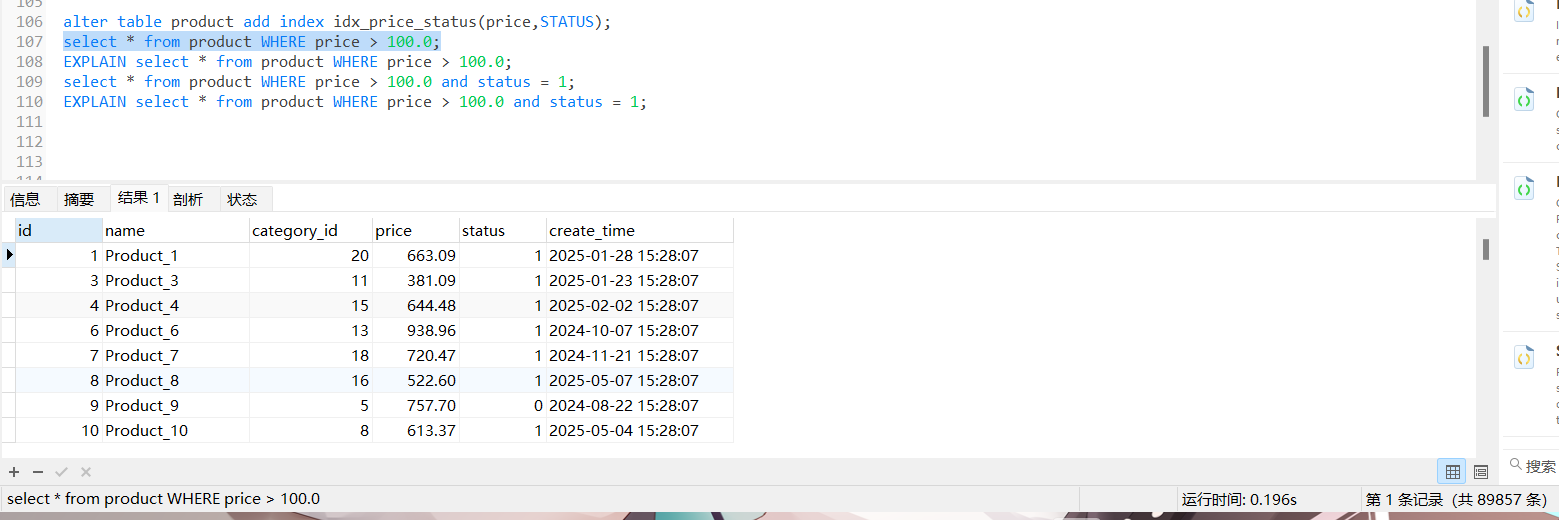 105
106 alter table product add index idx_price_status(price,STATUS);
107 select * from product WHERE price > 100.0;
108 EXPLAIN select * from product WHERE price > 100.0;
109 select * from product WHERE price > 100.0 and status = 1;
110 EXPLAIN select * from product WHERE price > 100.0 and status = 1;
111
112
113
信息 摘要 结果 1 剖析 状态
id name category_id price status create_time
1 Product_1 20 663.09 1 2025-01-28 15:28:07
3 Product_3 11 381.09 1 2025-01-23 15:28:07
4 Product_4 15 644.48 1 2025-02-02 15:28:07
6 Product_6 13 938.96 1 2024-10-07 15:28:07
7 Product_7 18 720.47 1 2024-11-21 15:28:07
8 Product_8 16 522.60 1 2025-05-07 15:28:07
9 Product_9 5 757.70 0 2024-08-22 15:28:07
10 Product_10 8 613.37 1 2025-05-04 15:28:07
搜索
select * from product WHERE price > 100.0 运行时间: 0.196s 第 1 条记录 (共 89857 条)